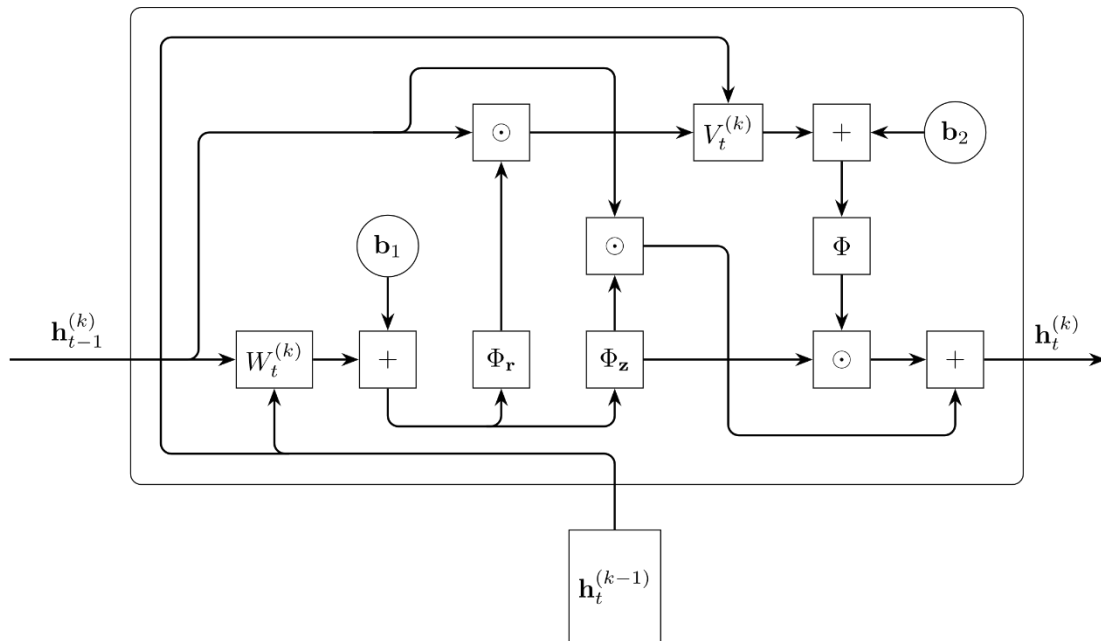 ⊙
V_t^{(k)}
+
𝐛₂
𝐛₁
⊙
Φ
𝐡_{t−1}^{(k)}
W_t^{(k)}
+
Φ_𝐫
Φ_𝐳
⊙
+
𝐡_t^{(k)}
𝐡_t^{(k−1)}